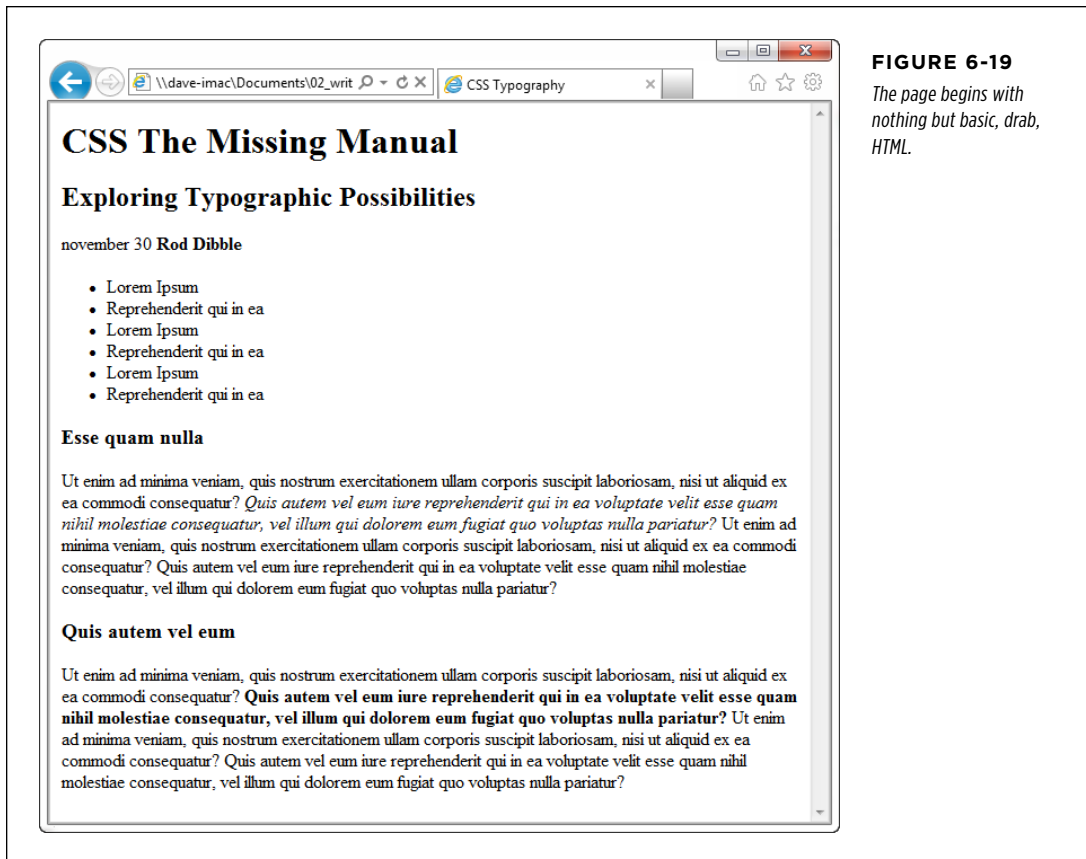 \\dave-imac\Documents\02_writ
CSS Typography
FIGURE 6-19
The page begins with
nothing but basic, drab,
HTML.
CSS The Missing Manual
Exploring Typographic Possibilities
november 30 Rod Dibble
Lorem Ipsum
Reprehenderit qui in ea
Lorem Ipsum
Reprehenderit qui in ea
Lorem Ipsum
Reprehenderit qui in ea
Esse quam nulla
Ut enim ad minima veniam, quis nostrum exercitationem ullam corporis suscipit laboriosam, nisi ut aliquid ex
ea commodi consequatur? Quis autem vel eum iure reprehenderit qui in ea voluptate velit esse quam
nihil molestiae consequatur, vel illum qui dolorem eum fugiat quo voluptas nulla pariatur? Ut enim ad
minima veniam, quis nostrum exercitationem ullam corporis suscipit laboriosam, nisi ut aliquid ex ea commodi
consequatur? Quis autem vel eum iure reprehenderit qui in ea voluptate velit esse quam nihil molestiae
consequatur, vel illum qui dolorem eum fugiat quo voluptas nulla pariatur?
Quis autem vel eum
Ut enim ad minima veniam, quis nostrum exercitationem ullam corporis suscipit laboriosam, nisi ut aliquid ex
ea commodi consequatur? Quis autem vel eum iure reprehenderit qui in ea voluptate velit esse quam
nihil molestiae consequatur, vel illum qui dolorem eum fugiat quo voluptas nulla pariatur? Ut enim
ad minima veniam, quis nostrum exercitationem ullam corporis suscipit laboriosam, nisi ut aliquid ex ea
commodi consequatur? Quis autem vel eum iure reprehenderit qui in ea voluptate velit esse quam nihil
molestiae consequatur, vel illum qui dolorem eum fugiat quo voluptas nulla pariatur?